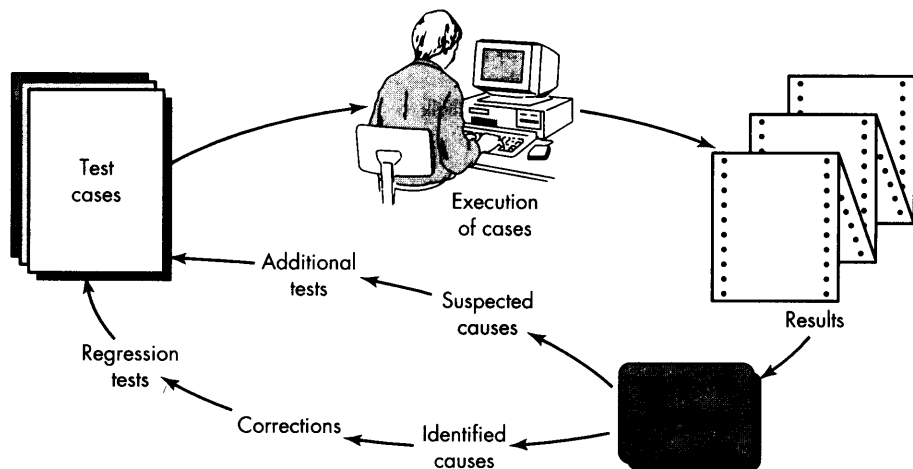 Test
cases
Execution
of cases
Results
Additional
tests
Suspected
causes
Regression
tests
Corrections
Identified
causes